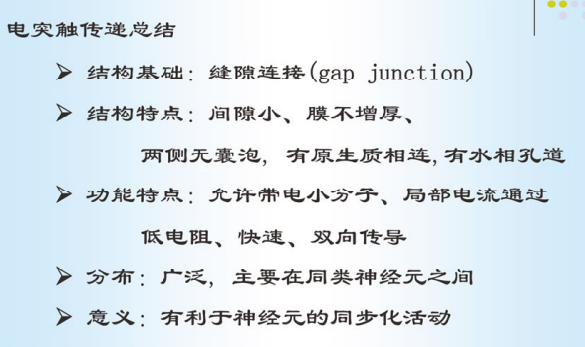 电突触传递总结
➢ 结构基础：缝隙连接(gap junction)
➢ 结构特点：间隙小、膜不增厚、
两侧无囊泡，有原生质相连,有水相孔道
➢ 功能特点：允许带电小分子、局部电流通过
低电阻、快速、双向传导
➢ 分布：广泛，主要在同类神经元之间
➢ 意义：有利于神经元的同步化活动